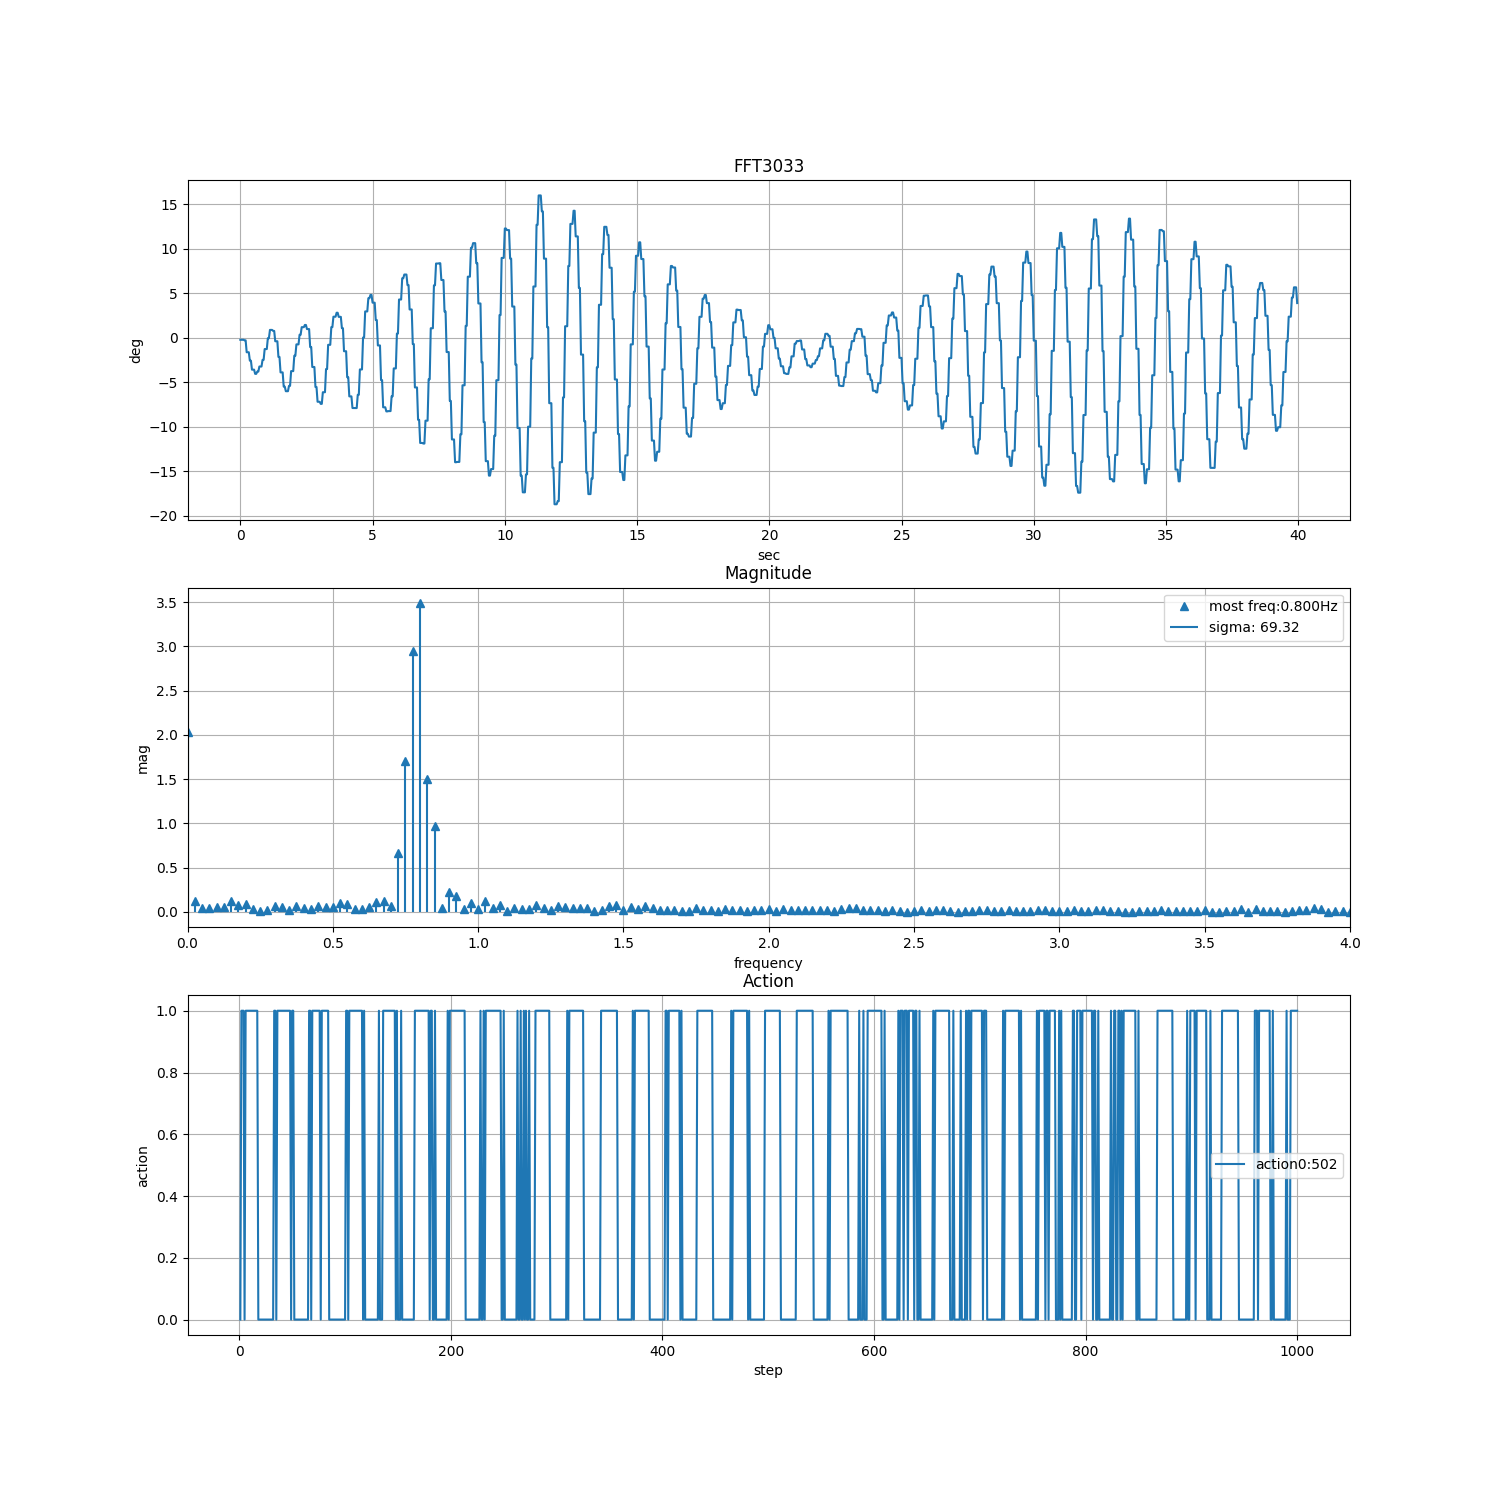 FFT3033
15
10
5
0
−5
−10
−15
−20
deg
0 5 10 15 20 25 30 35 40
sec
Magnitude
3.5
3.0
2.5
2.0
1.5
1.0
0.5
0.0
mag
most freq:0.800Hz
sigma: 69.32
0.0 0.5 1.0 1.5 2.0 2.5 3.0 3.5 4.0
frequency
Action
1.0
0.8
0.6
0.4
0.2
0.0
action
action0:502
0 200 400 600 800 1000
step